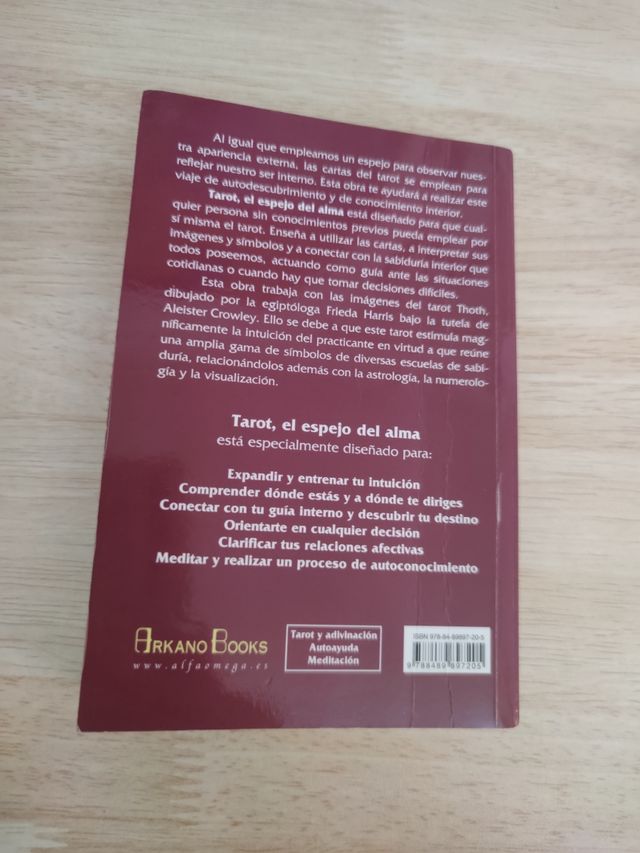 Al igual que empleamos un espejo para observar nues-
tra apariencia externa, las cartas del tarot se emplean para
reflejar nuestro ser interno. Esta obra te ayudará a realizar este
viaje de autodescubrimiento y de conocimiento interior.
Tarot, el espejo del alma está diseñado para que cual-
quier persona sin conocimientos previos pueda emplear por
sí misma el tarot. Enseña a utilizar las cartas, a interpretar sus
imágenes y símbolos y a conectar con la sabiduría interior que
todos poseemos, actuando como guía ante las situaciones
cotidianas o cuando hay que tomar decisiones difíciles.
Esta obra trabaja con las imágenes del tarot Thoth,
dibujado por la egiptóloga Frieda Harris bajo la tutela de
Aleister Crowley. Ello se debe a que este tarot estimula mag-
níficamente la intuición del practicante en virtud a que reúne
una amplia gama de símbolos de diversas escuelas de sabi-
duría, relacionándolos además con la astrología, la numerolo-
gía y la visualización.
Tarot, el espejo del alma
está especialmente diseñado para:
Expandir y entrenar tu intuición
Comprender dónde estás y a dónde te diriges
Conectar con tu guía interno y descubrir tu destino
Orientarte en cualquier decisión
Clarificar tus relaciones afectivas
Meditar y realizar un proceso de autoconocimiento
ARKANO BOOKS
www.alfaomega.es
Tarot y adivinación
Autoayuda
Meditación
ISBN 978-84-89897-20-5
9 788489 897205